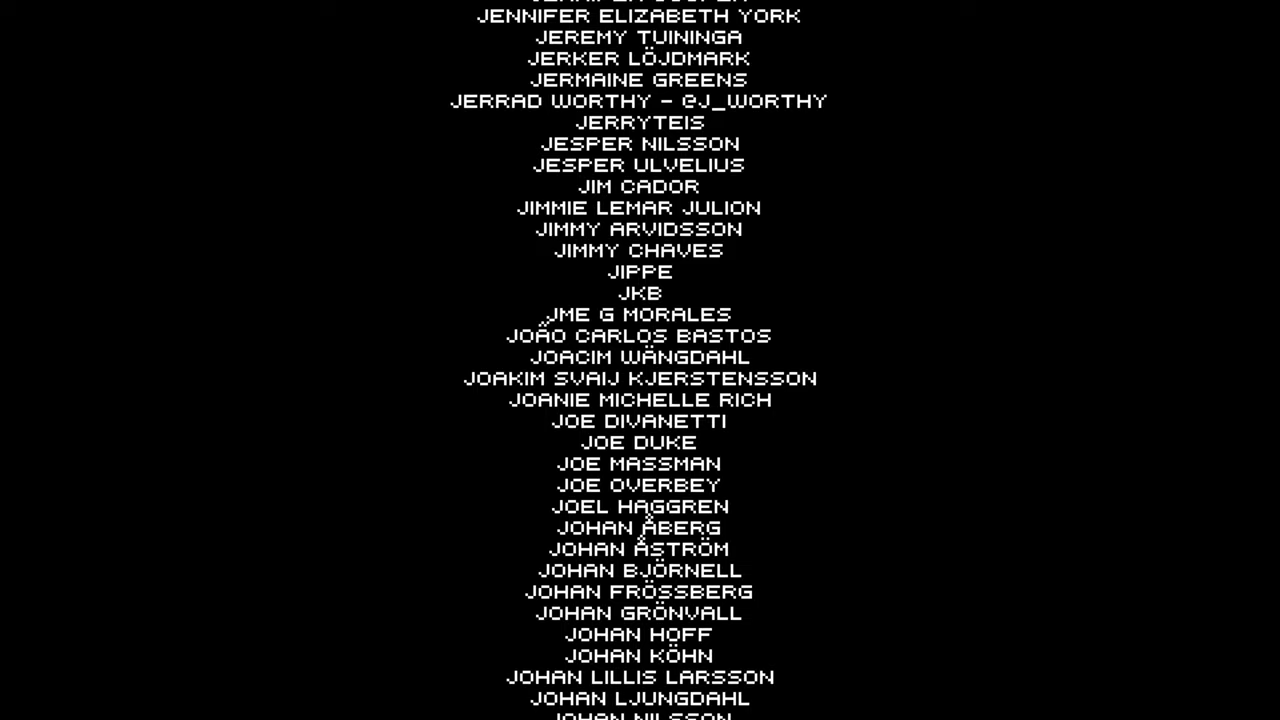 JENNIFER ELIZABETH YORK
JEREMY TUININGA
JERKER LÖJDMARK
JERMAINE GREENS
JERRAD WORTHY - @J_WORTHY
JERRYTEIS
JESPER NILSSON
JESPER ULVELIUS
JIM CADOR
JIMMIE LEMAR JULION
JIMMY ARVIDSSON
JIMMY CHAVES
JIPPE
JKB
JME G MORALES
JOÃO CARLOS BASTOS
JOACIM WÄNGDAHL
JOAKIM SVAIJ KJERSTENSSON
JOANIE MICHELLE RICH
JOE DIVANETTI
JOE DUKE
JOE MASSMAN
JOE OVERBEY
JOEL HAGGREN
JOHAN ÅBERG
JOHAN ÅSTRÖM
JOHAN BJÖRNELL
JOHAN FRÖSSBERG
JOHAN GRÖNVALL
JOHAN HOFF
JOHAN KÖHN
JOHAN LILLIS LARSSON
JOHAN LJUNGDAHL
JOHAN NILSSON